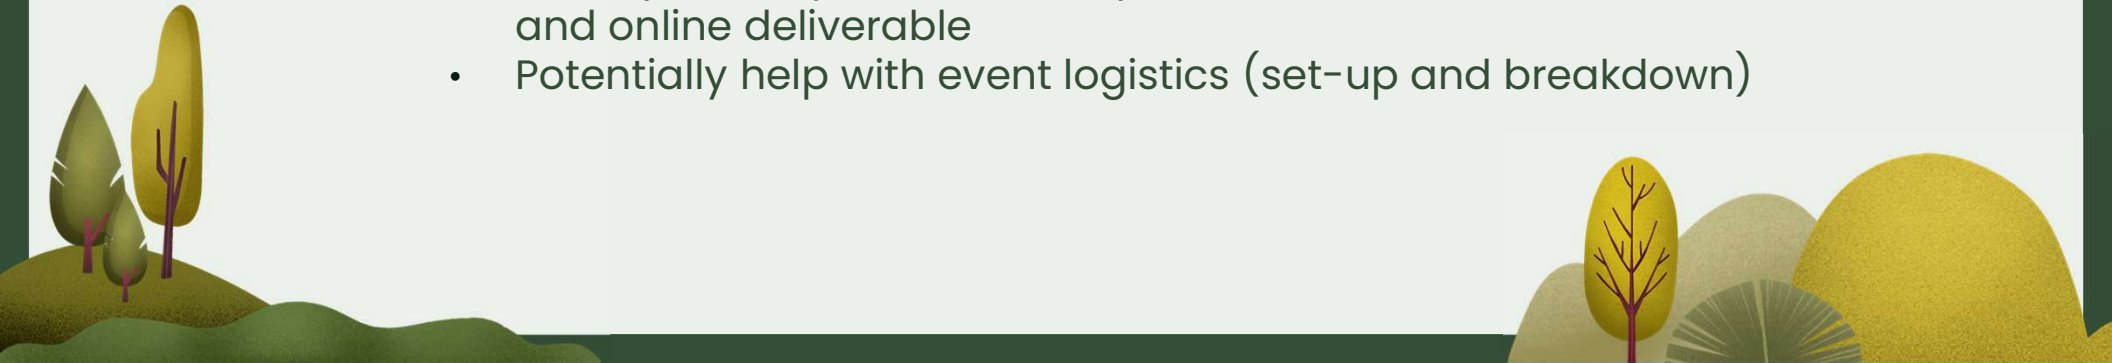 and online deliverable
• Potentially help with event logistics (set-up and breakdown)